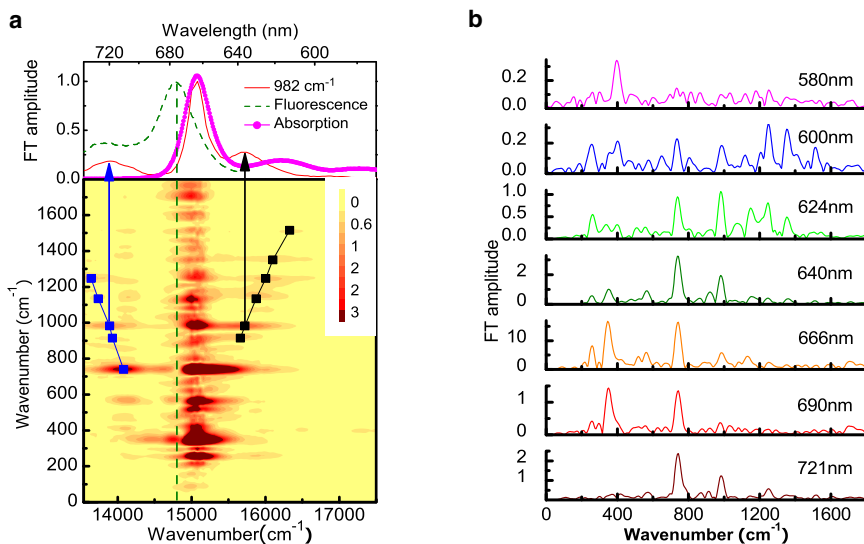 a
Wavelength (nm)
720 680 640 600
FT amplitude
1.0
0.5
0.0
982 cm-1
Fluorescence
Absorption
Wavenumber (cm-1)
1600
1400
1200
1000
800
600
400
200
0
0
0.6
1
2
2
3
14000 15000 16000 17000
Wavenumber(cm-1)
b
FT amplitude
0.2
0.0
580nm
0.2
0.0
600nm
1.0
0.5
0.0
624nm
2
0
640nm
10
0
666nm
1
0
690nm
2
1
0
721nm
0 400 800 1200 1600
Wavenumber (cm-1)